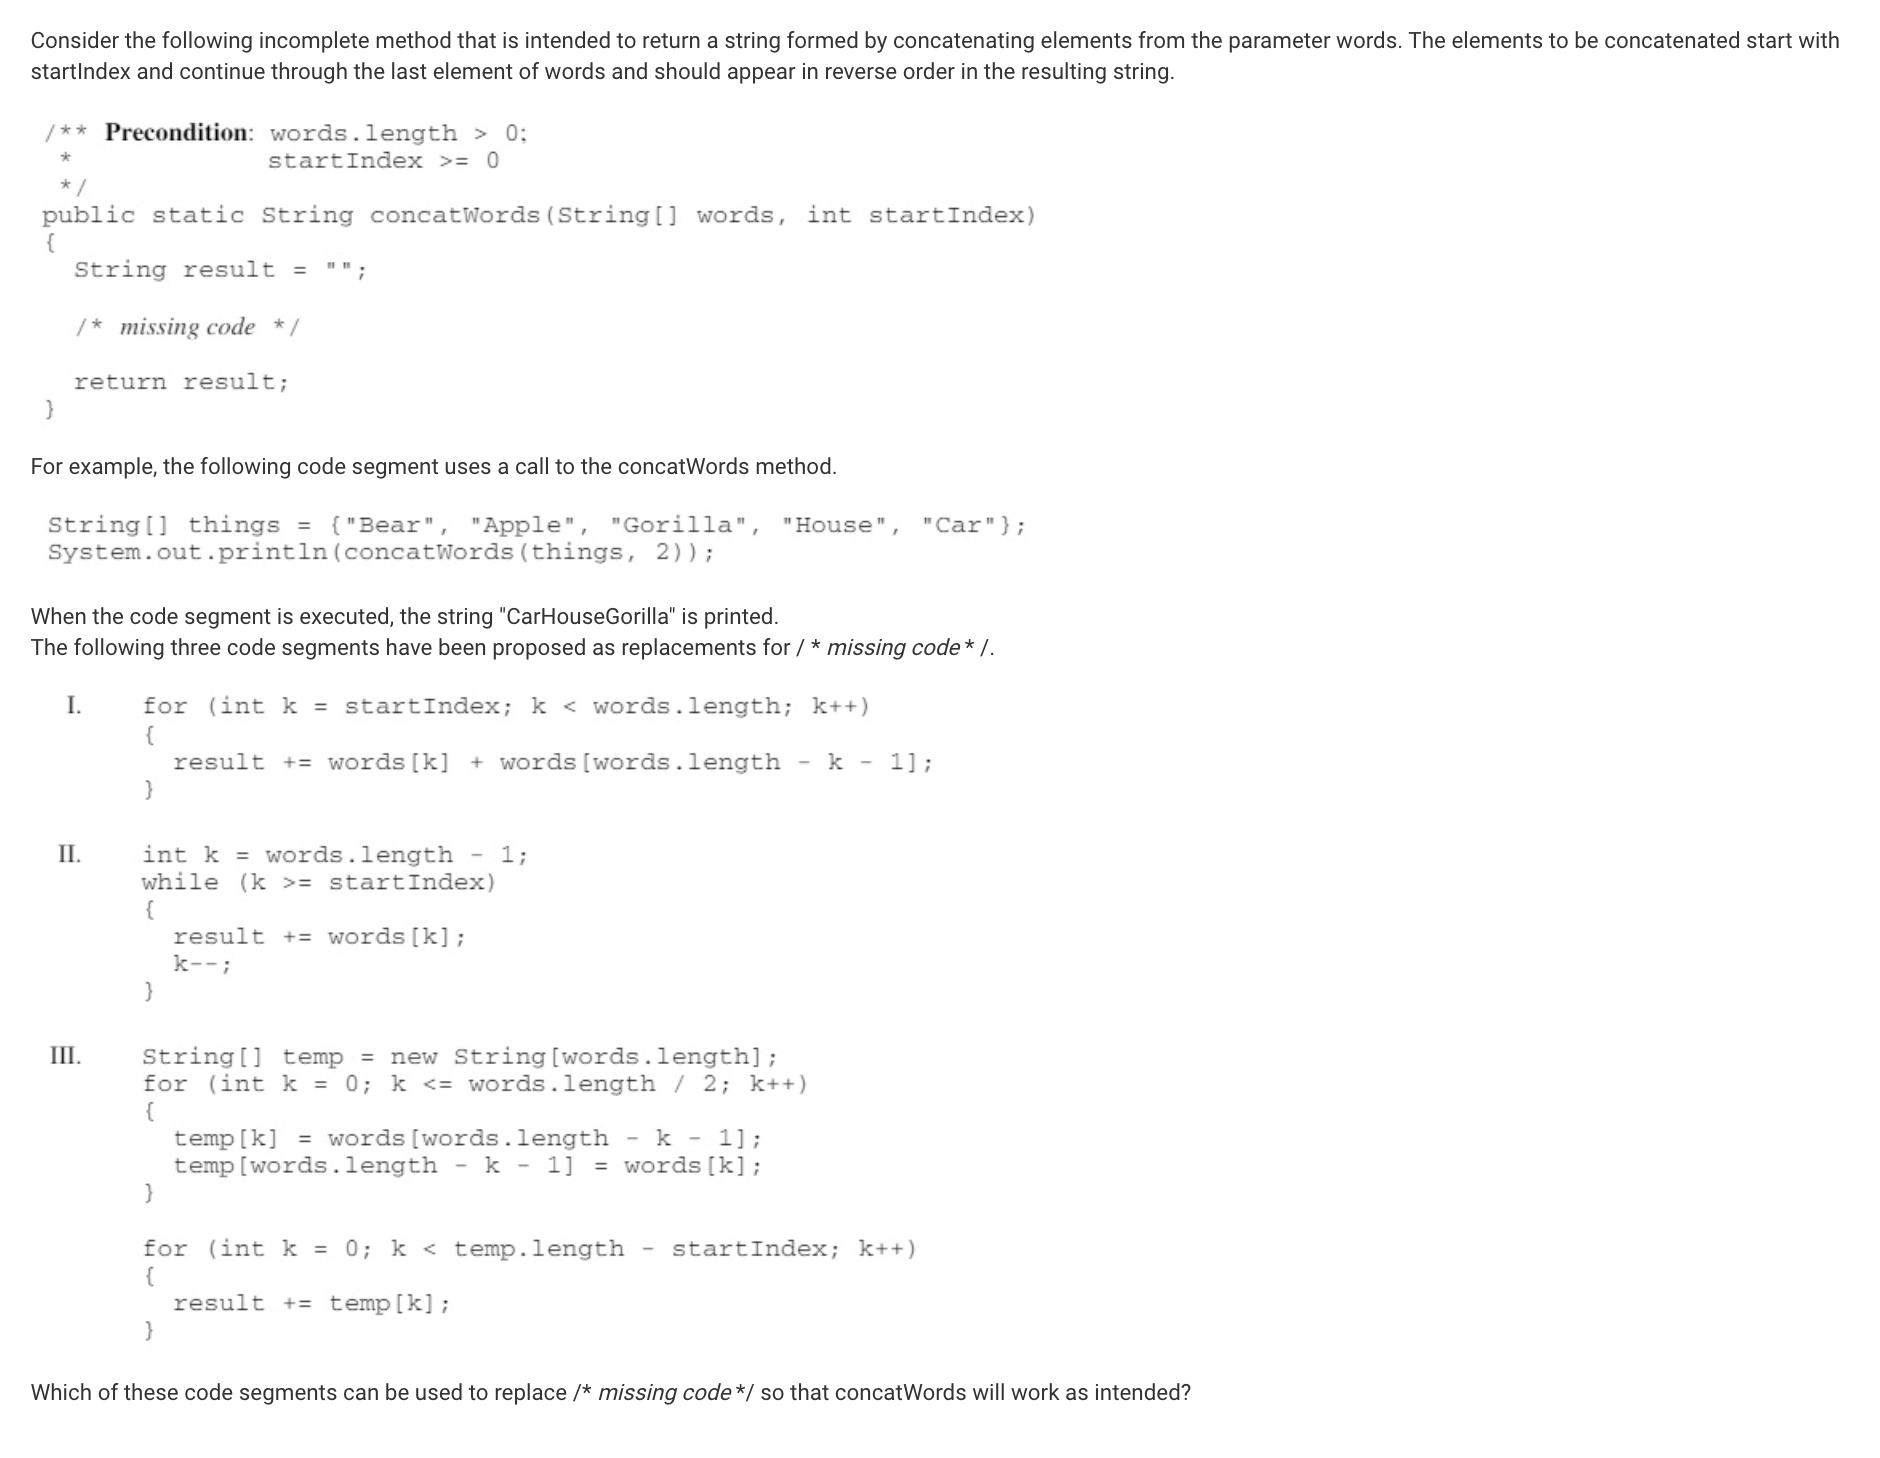 Consider the following incomplete method that is intended to return a string formed by concatenating elements from the parameter words. The elements to be concatenated start with
startIndex and continue through the last element of words and should appear in reverse order in the resulting string.
/** Precondition: words.length > 0;
 *              startIndex >= 0
 */
public static String concatWords(String[] words, int startIndex)
{
  String result = "";
  /* missing code */
  return result;
}
For example, the following code segment uses a call to the concatWords method.
String[] things = {"Bear", "Apple", "Gorilla", "House", "Car"};
System.out.println(concatWords(things, 2));
When the code segment is executed, the string "CarHouseGorilla" is printed.
The following three code segments have been proposed as replacements for / * missing code * /.
I. for (int k = startIndex; k < words.length; k++)
{
  result += words[k] + words[words.length - k - 1];
}
II. int k = words.length - 1;
while (k >= startIndex)
{
  result += words[k];
  k--;
}
III. String[] temp = new String[words.length];
for (int k = 0; k <= words.length / 2; k++)
{
  temp[k] = words[words.length - k - 1];
  temp[words.length - k - 1] = words[k];
}
for (int k = 0; k < temp.length - startIndex; k++)
{
  result += temp[k];
}
Which of these code segments can be used to replace /* missing code */ so that concatWords will work as intended?